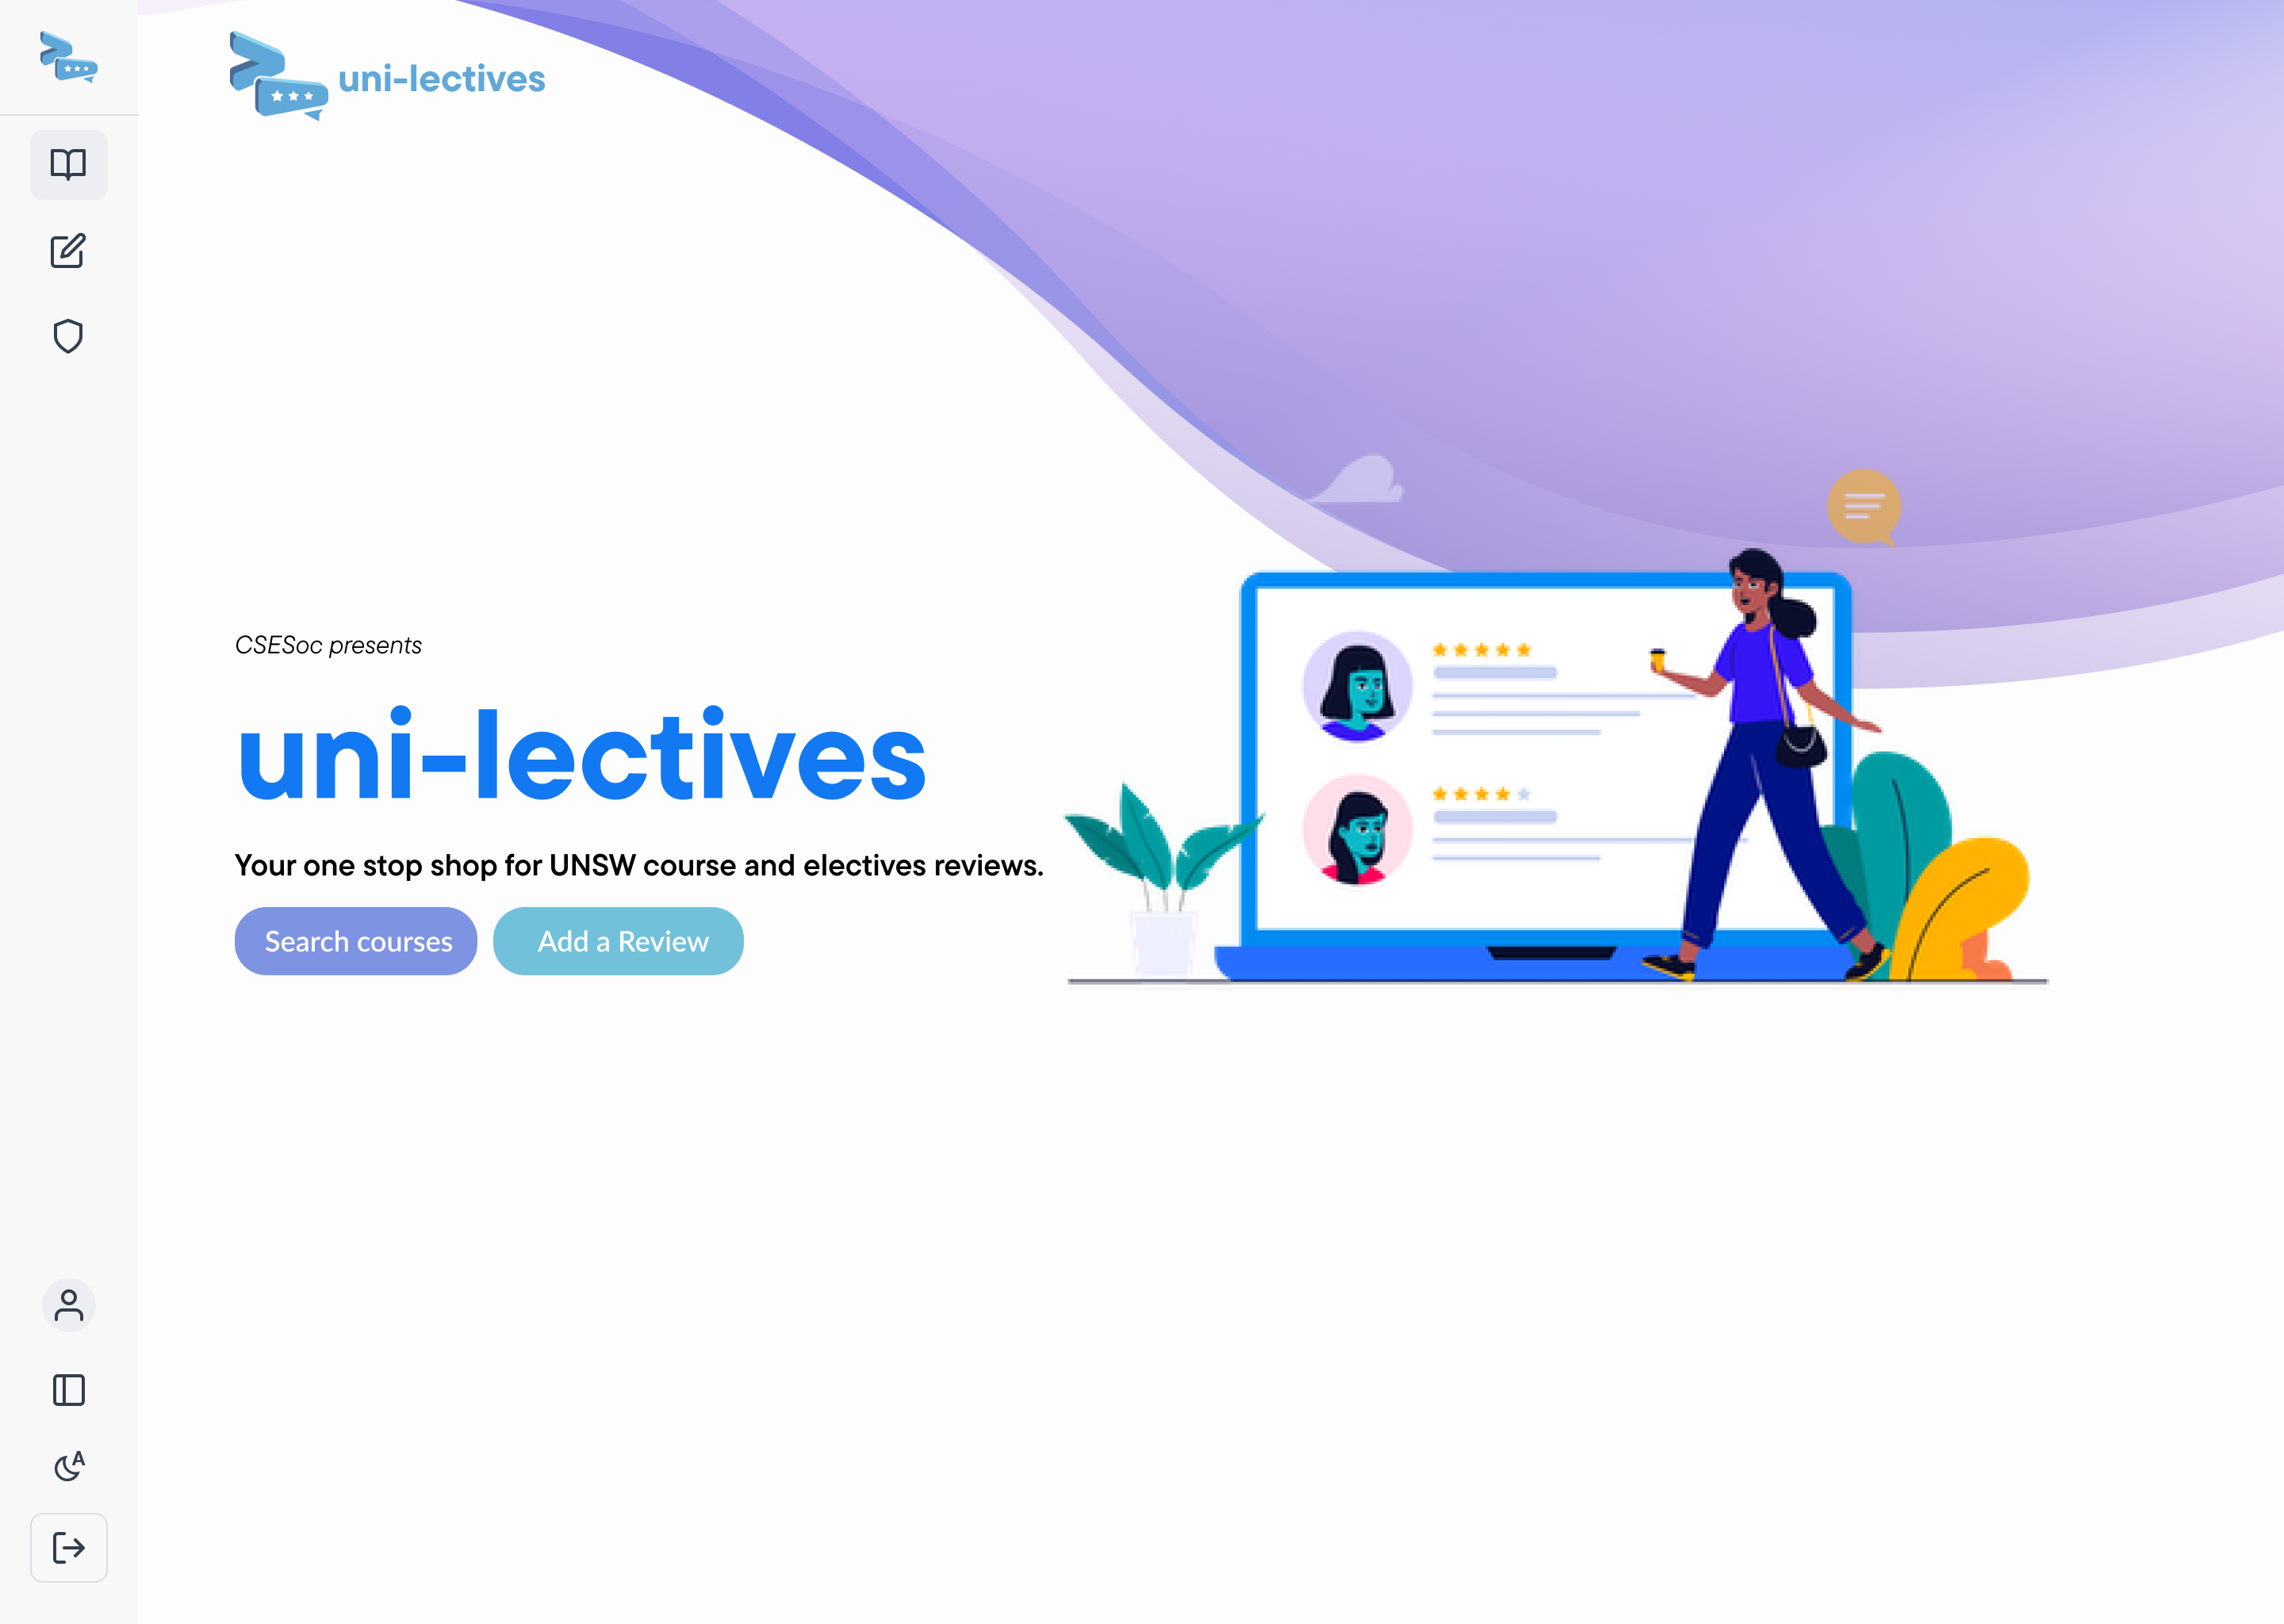 uni-lectives
CSESoc presents
uni-lectives
Your one stop shop for UNSW course and electives reviews.
Search courses
Add a Review
A